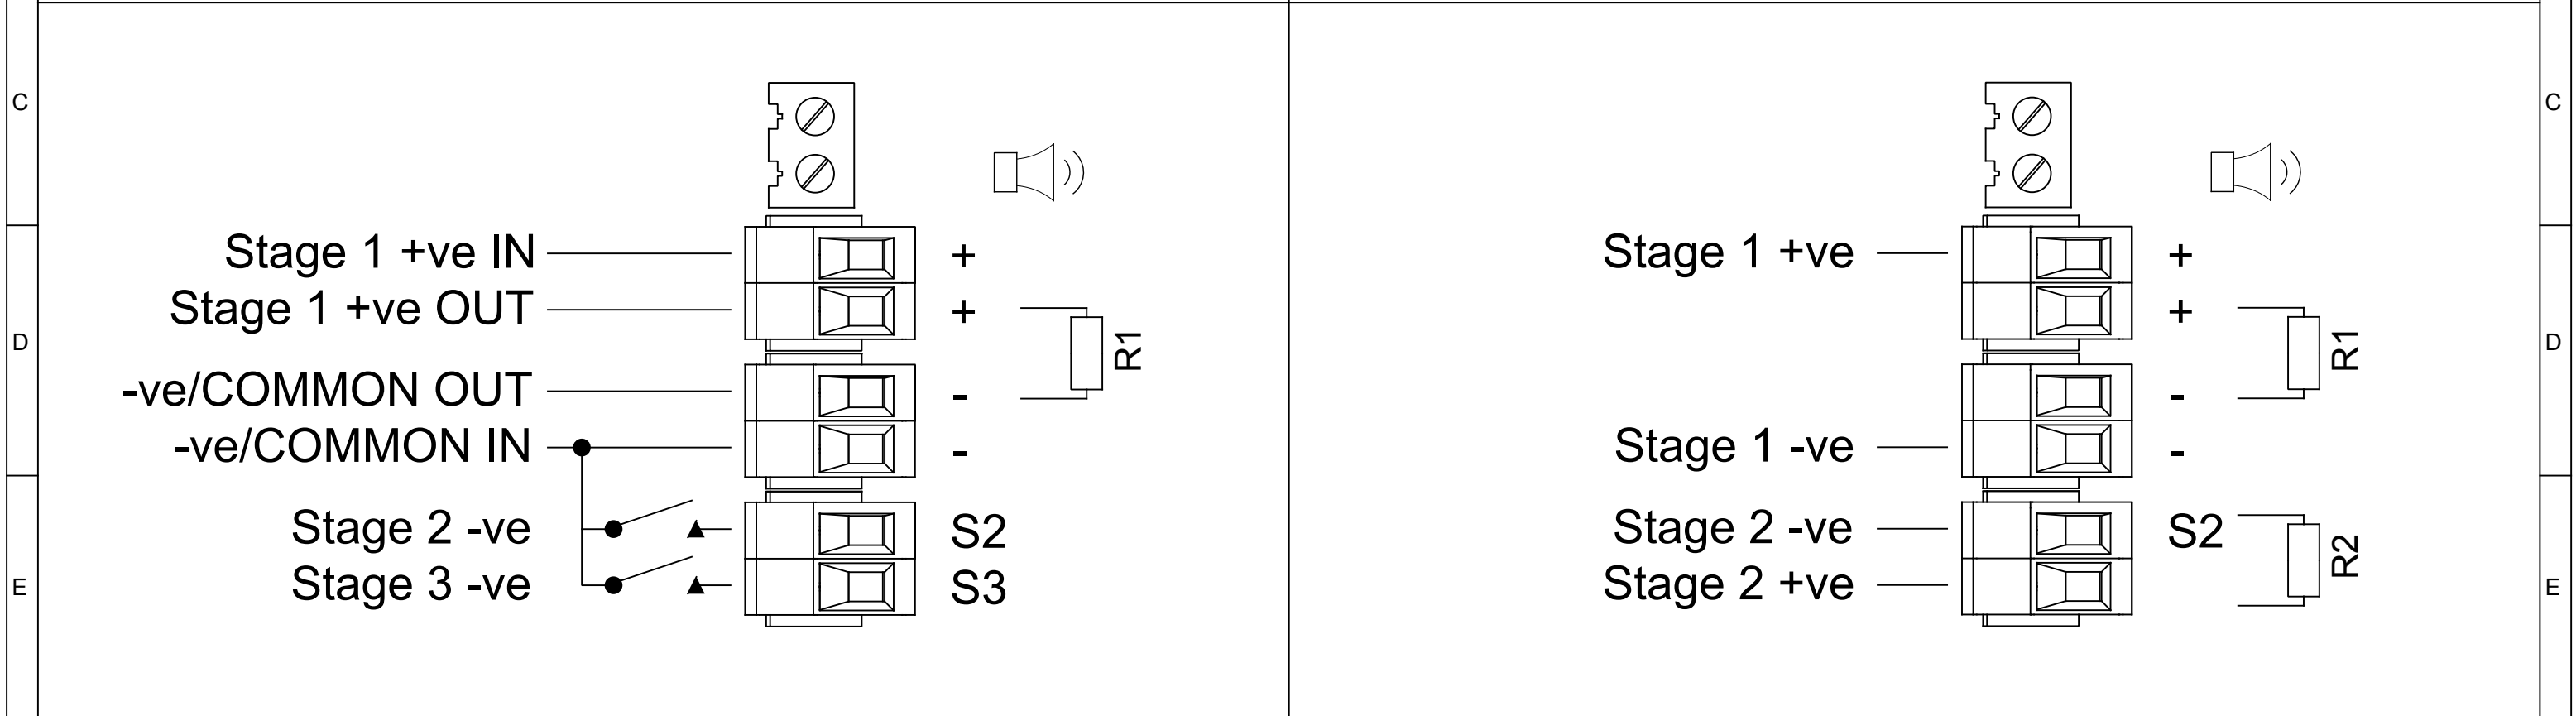 C
C
Stage 1 +ve IN
+
Stage 1 +ve OUT
+
R1
-ve/COMMON OUT
-
-ve/COMMON IN
-
Stage 2 -ve
S2
Stage 3 -ve
S3
D
E
Stage 1 +ve
+
+
R1
-
Stage 1 -ve
-
Stage 2 -ve
S2
R2
Stage 2 +ve
D
E